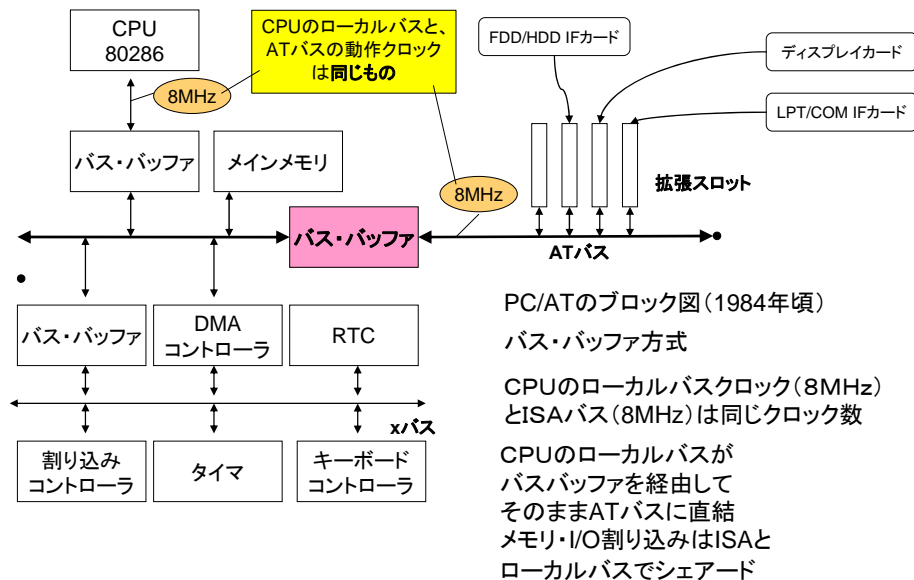 CPU
80286
CPUのローカルバスと、
ATバスの動作クロック
は同じもの
FDD/HDD IFカード
ディスプレイカード
LPT/COM IFカード
8MHz
バス・バッファ
メインメモリ
8MHz
拡張スロット
バス・バッファ
ATバス
バス・バッファ
DMA
コントローラ
RTC
xバス
割り込み
コントローラ
タイマ
キーボード
コントローラ
PC/ATのブロック図(1984年頃)
バス・バッファ方式
CPUのローカルバスクロック(8MHz)
とISAバス(8MHz)は同じクロック数
CPUのローカルバスが
バスバッファを経由して
そのままATバスに直結
メモリ・I/O割り込みはISAと
ローカルバスでシェアード